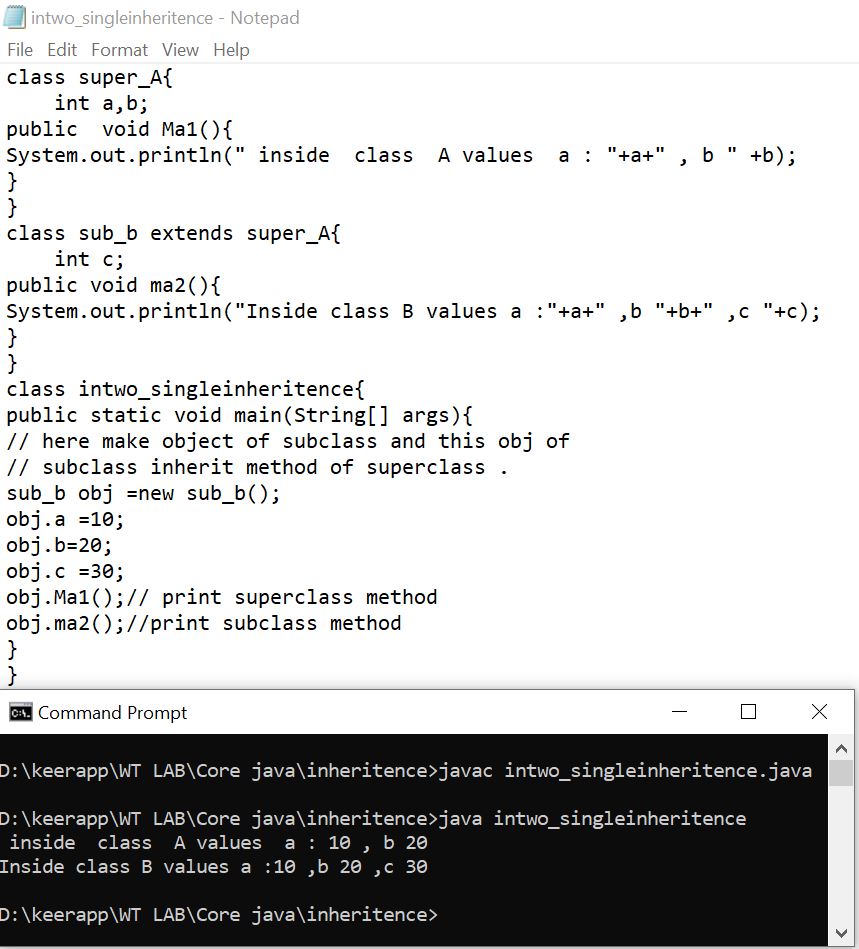 intwo_singleinheritence - Notepad
File Edit Format View Help
class super_A{
    int a,b;
public  void Ma1(){
System.out.println(" inside  class  A values  a : "+a+" , b " +b);
}
}
class sub_b extends super_A{
    int c;
public void ma2(){
System.out.println("Inside class B values a :"+a+" ,b "+b+" ,c "+c);
}
}
class intwo_singleinheritence{
public static void main(String[] args){
// here make object of subclass and this obj of
// subclass inherit method of superclass .
sub_b obj =new sub_b();
obj.a =10;
obj.b=20;
obj.c =30;
obj.Ma1();// print superclass method
obj.ma2();//print subclass method
}
}
C:\. Command Prompt
D:\keerapp\WT LAB\Core java\inheritence>javac intwo_singleinheritence.java
D:\keerapp\WT LAB\Core java\inheritence>java intwo_singleinheritence
 inside  class  A values  a : 10 , b 20
Inside class B values a :10 ,b 20 ,c 30
D:\keerapp\WT LAB\Core java\inheritence>